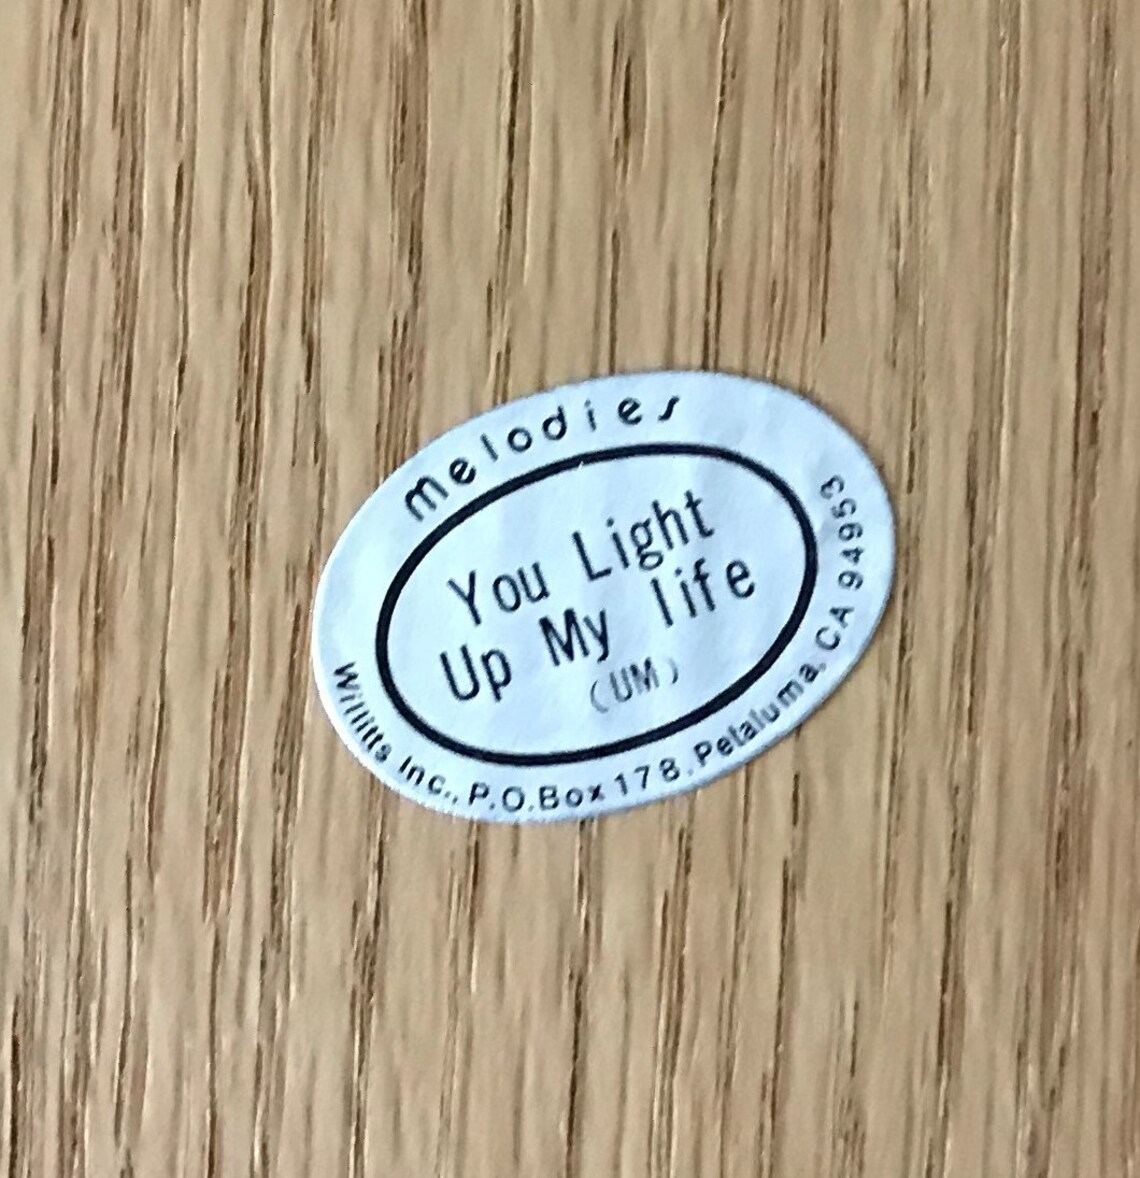 melodies
You Light
Up My life
(UM)
Willitts Inc., P.O.Box 178. Petaluma, CA 94953